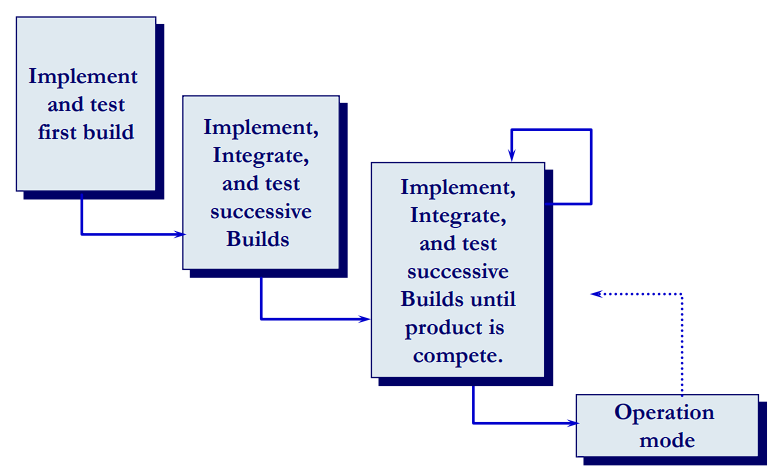 Implement
and test
first build
Implement,
Integrate,
and test
successive
Builds
Implement,
Integrate,
and test
successive
Builds until
product is
compete.
Operation
mode